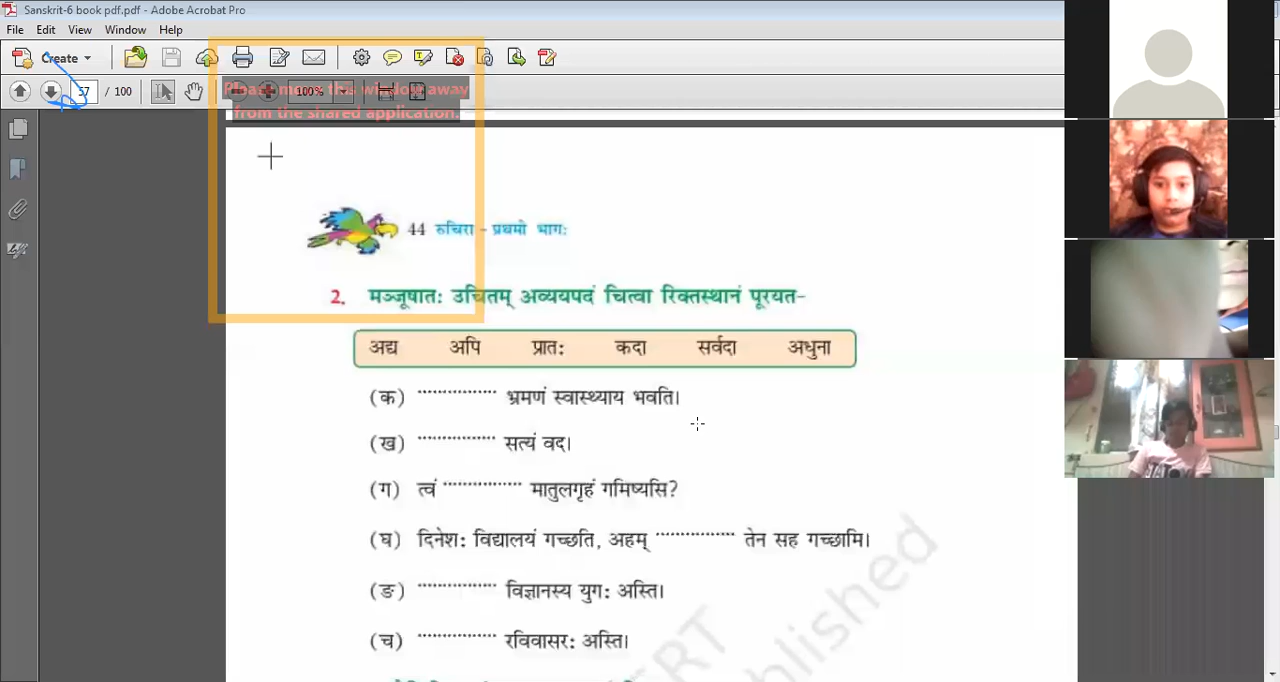 Sanskrit-6 book pdf.pdf - Adobe Acrobat Pro
File Edit View Window Help
Create
57 / 100 100%
Please move this window away
from the shared application.
44 रुचिरा - प्रथमो भागः
2. मञ्जूषातः उचितम् अव्ययपदं चित्वा रिक्तस्थानं पूरयत-
अद्य अपि प्रातः कदा सर्वदा अधुना
(क) ................ भ्रमणं स्वास्थ्याय भवति।
(ख) ................ सत्यं वद।
(ग) त्वं ................ मातुलगृहं गमिष्यसि?
(घ) दिनेशः विद्यालयं गच्छति, अहम् ................ तेन सह गच्छामि।
(ङ) ................ विज्ञानस्य युगः अस्ति।
(च) ................ रविवासरः अस्ति।